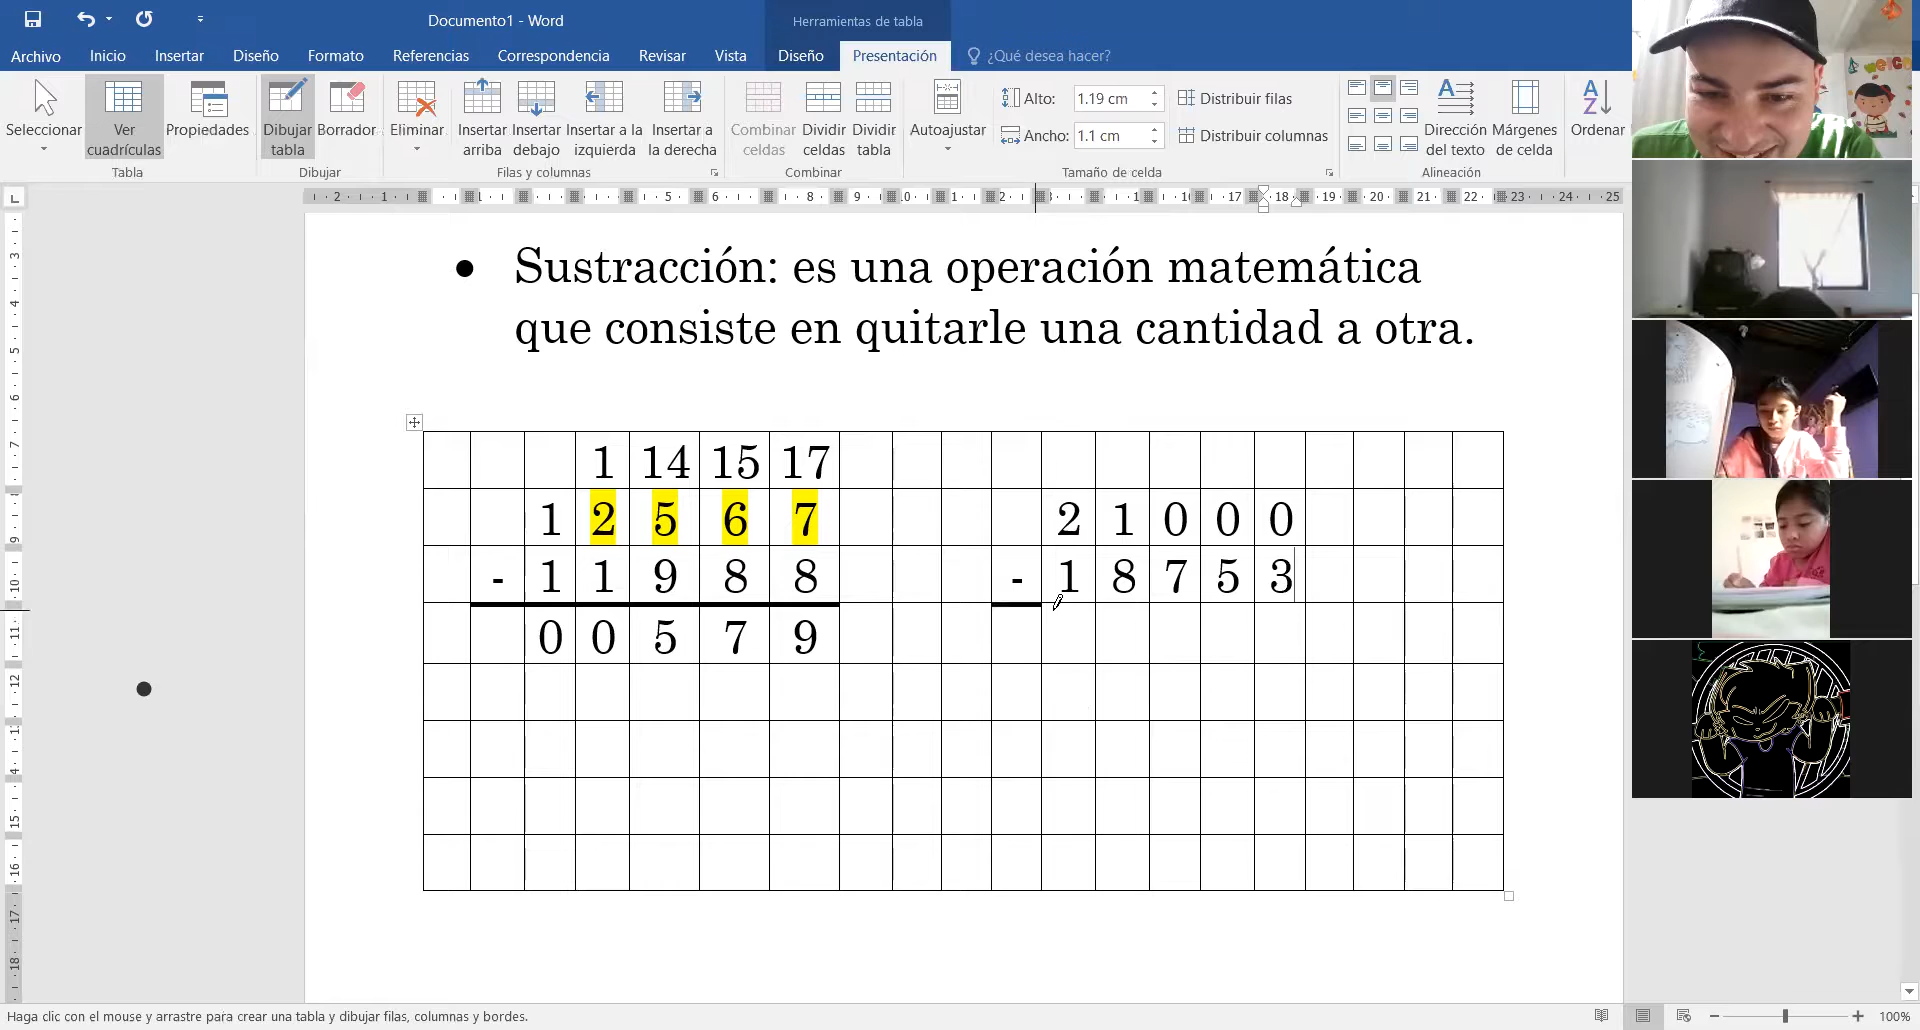 Documento1 - Word
Herramientas de tabla
Archivo Inicio Insertar Diseño Formato Referencias Correspondencia Revisar Vista Diseño Presentación ¿Qué desea hacer?
Seleccionar Ver cuadrículas Propiedades Dibujar tabla Borrador Eliminar Insertar arriba Insertar debajo Insertar a la izquierda Insertar a la derecha Combinar celdas Dividir celdas Dividir tabla Autoajustar Alto: 1.19 cm Distribuir filas
Ancho: 1.1 cm Distribuir columnas
Dirección del texto Márgenes de celda Ordenar
Tabla Dibujar Filas y columnas Combinar Tamaño de celda Alineación
• Sustracción: es una operación matemática
que consiste en quitarle una cantidad a otra.
1 14 15 17
1 2 5 6 7 2 1 0 0 0
- 1 1 9 8 8 - 1 8 7 5 3
0 0 5 7 9
Haga clic con el mouse y arrastre para crear una tabla y dibujar filas, columnas y bordes.
100%